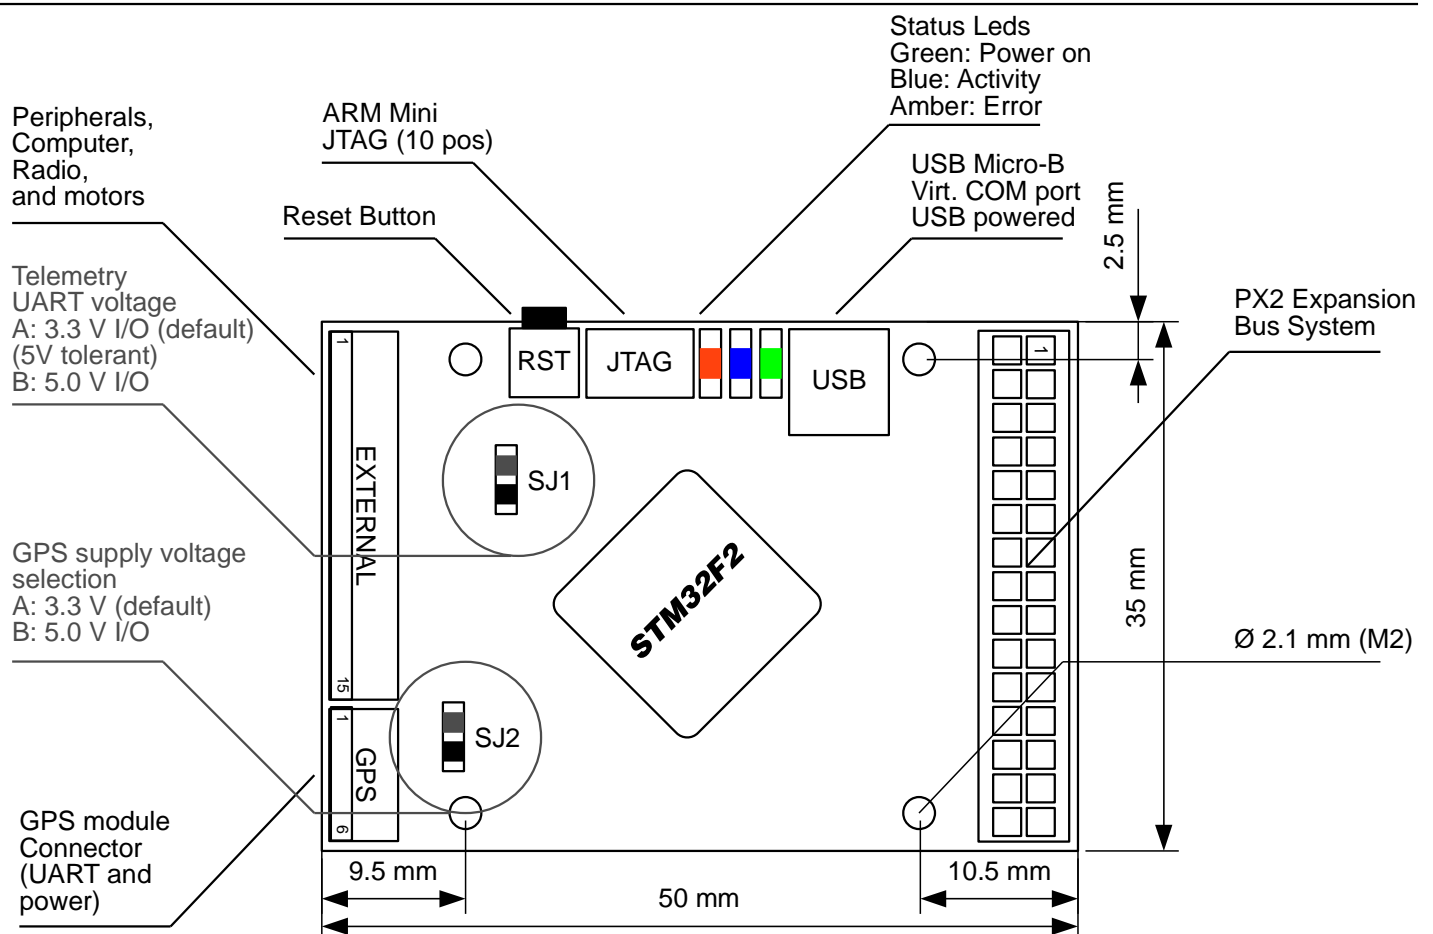 Status Leds
Green: Power on
Blue: Activity
Amber: Error
Peripherals,
Computer,
Radio,
and motors
ARM Mini
JTAG (10 pos)
USB Micro-B
Virt. COM port
USB powered
Reset Button
2.5 mm
Telemetry
UART voltage
A: 3.3 V I/O (default)
(5V tolerant)
B: 5.0 V I/O
PX2 Expansion
Bus System
1
RST
JTAG
USB
1
EXTERNAL
15
SJ1
STM32F2
35 mm
GPS supply voltage
selection
A: 3.3 V (default)
B: 5.0 V I/O
Ø 2.1 mm (M2)
1
GPS
6
SJ2
GPS module
Connector
(UART and
power)
9.5 mm
50 mm
10.5 mm